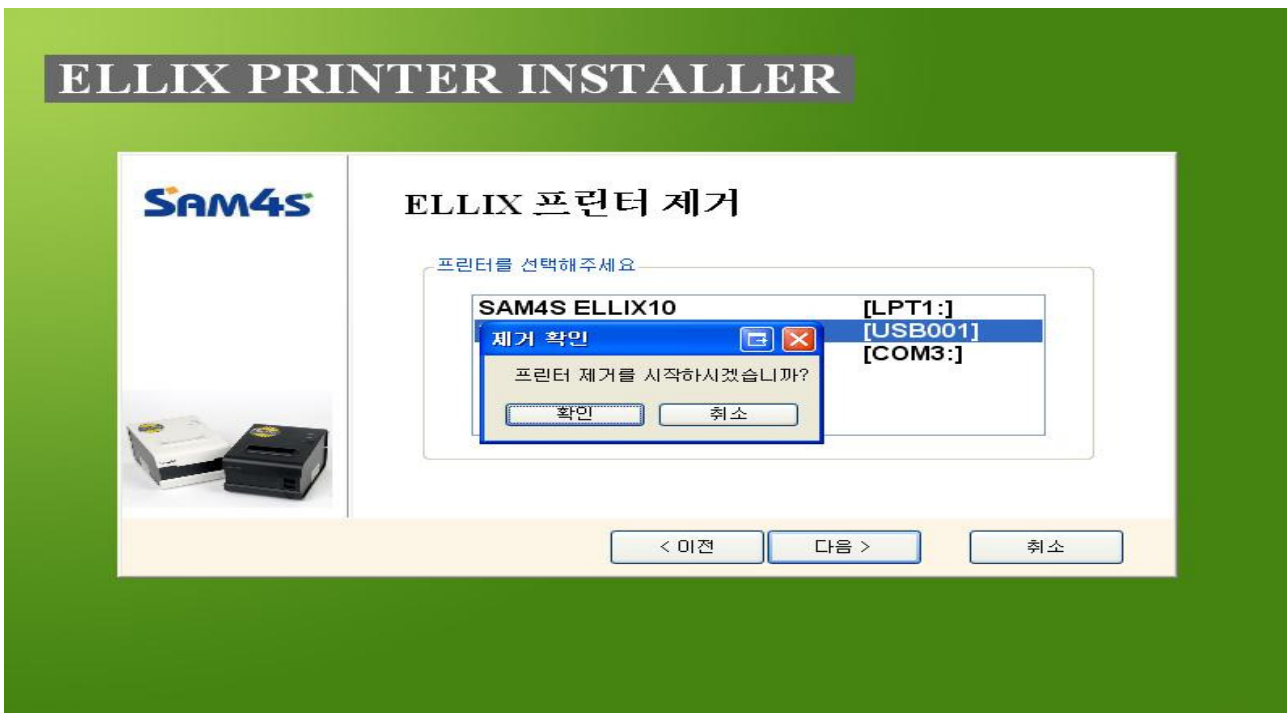 ELLIX PRINTER INSTALLER
SAM4S
ELLIX 프린터 제거
프린터를 선택해주세요
SAM4S ELLIX10 [LPT1:]
[USB001]
[COM3:]
제거 확인
프린터 제거를 시작하시겠습니까?
확인 취소
< 이전 다음 > 취소